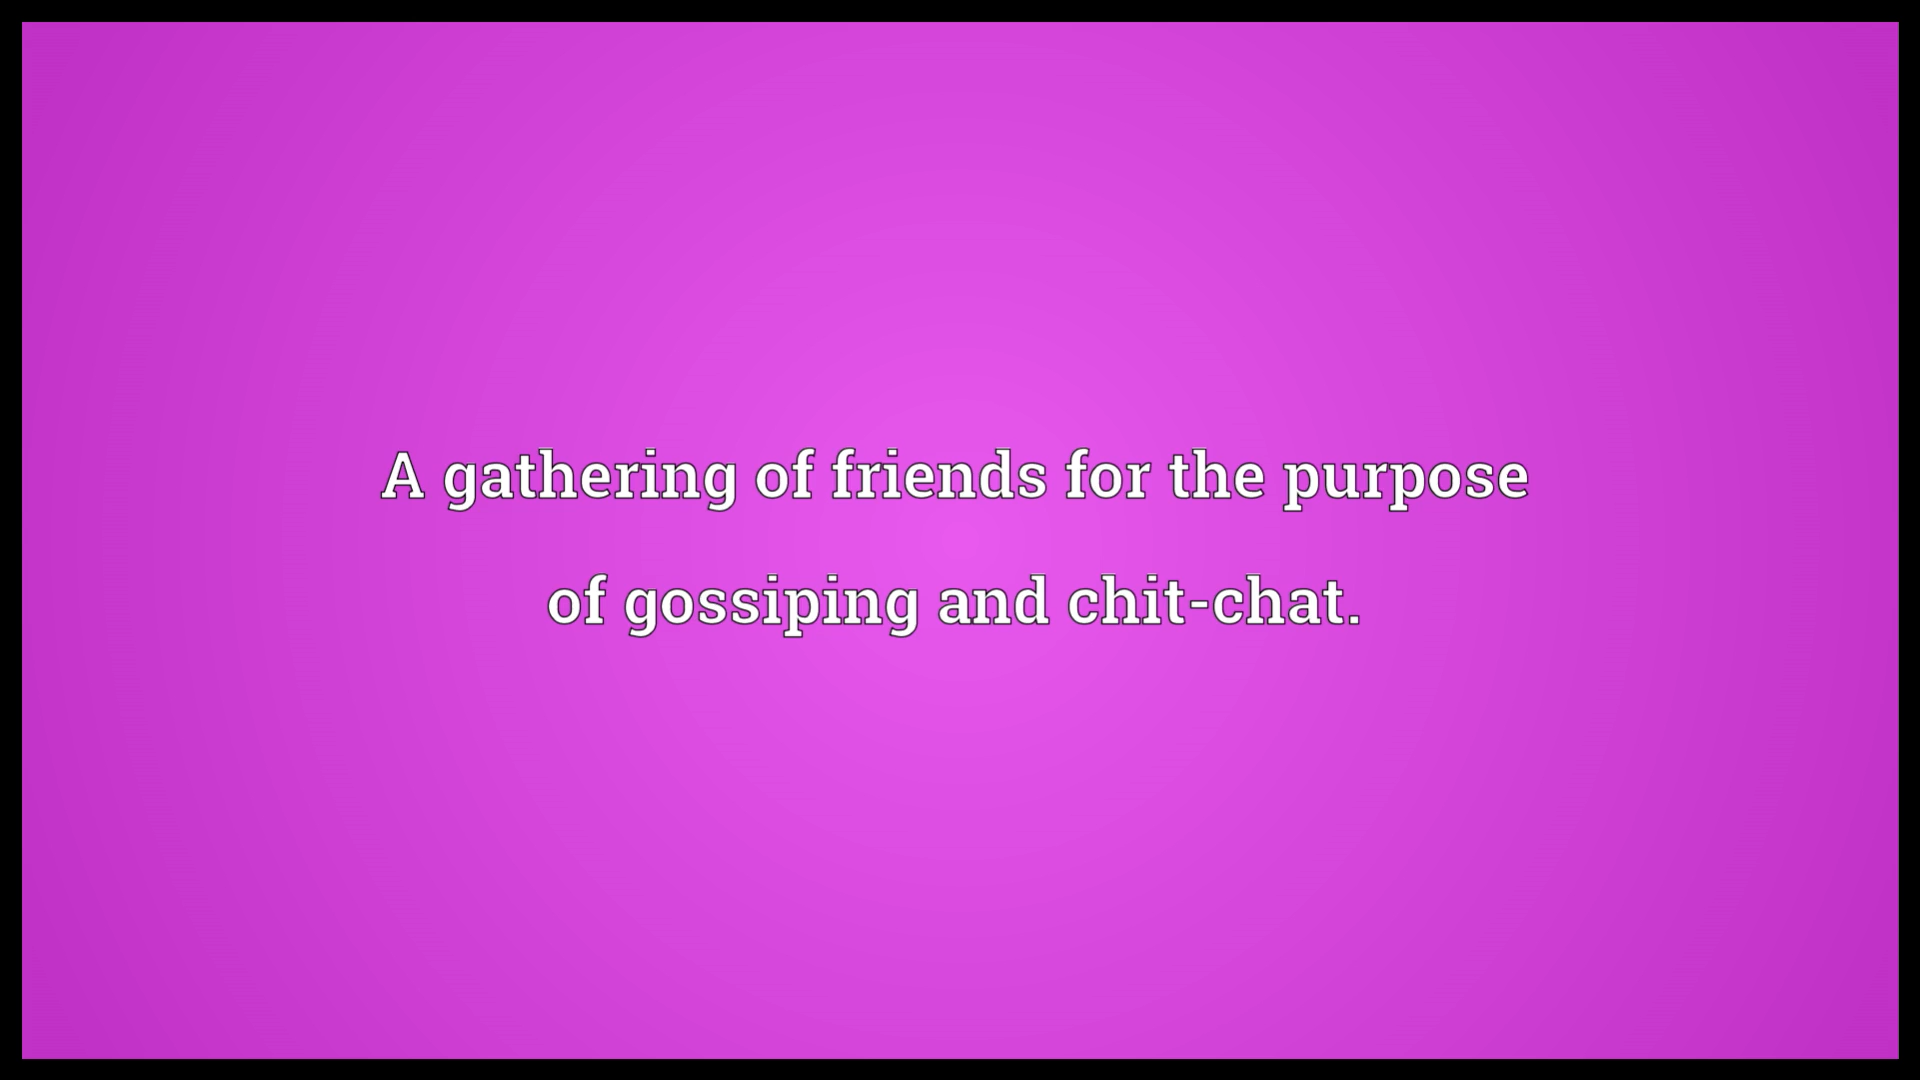 A gathering of friends for the purpose
of gossiping and chit-chat.